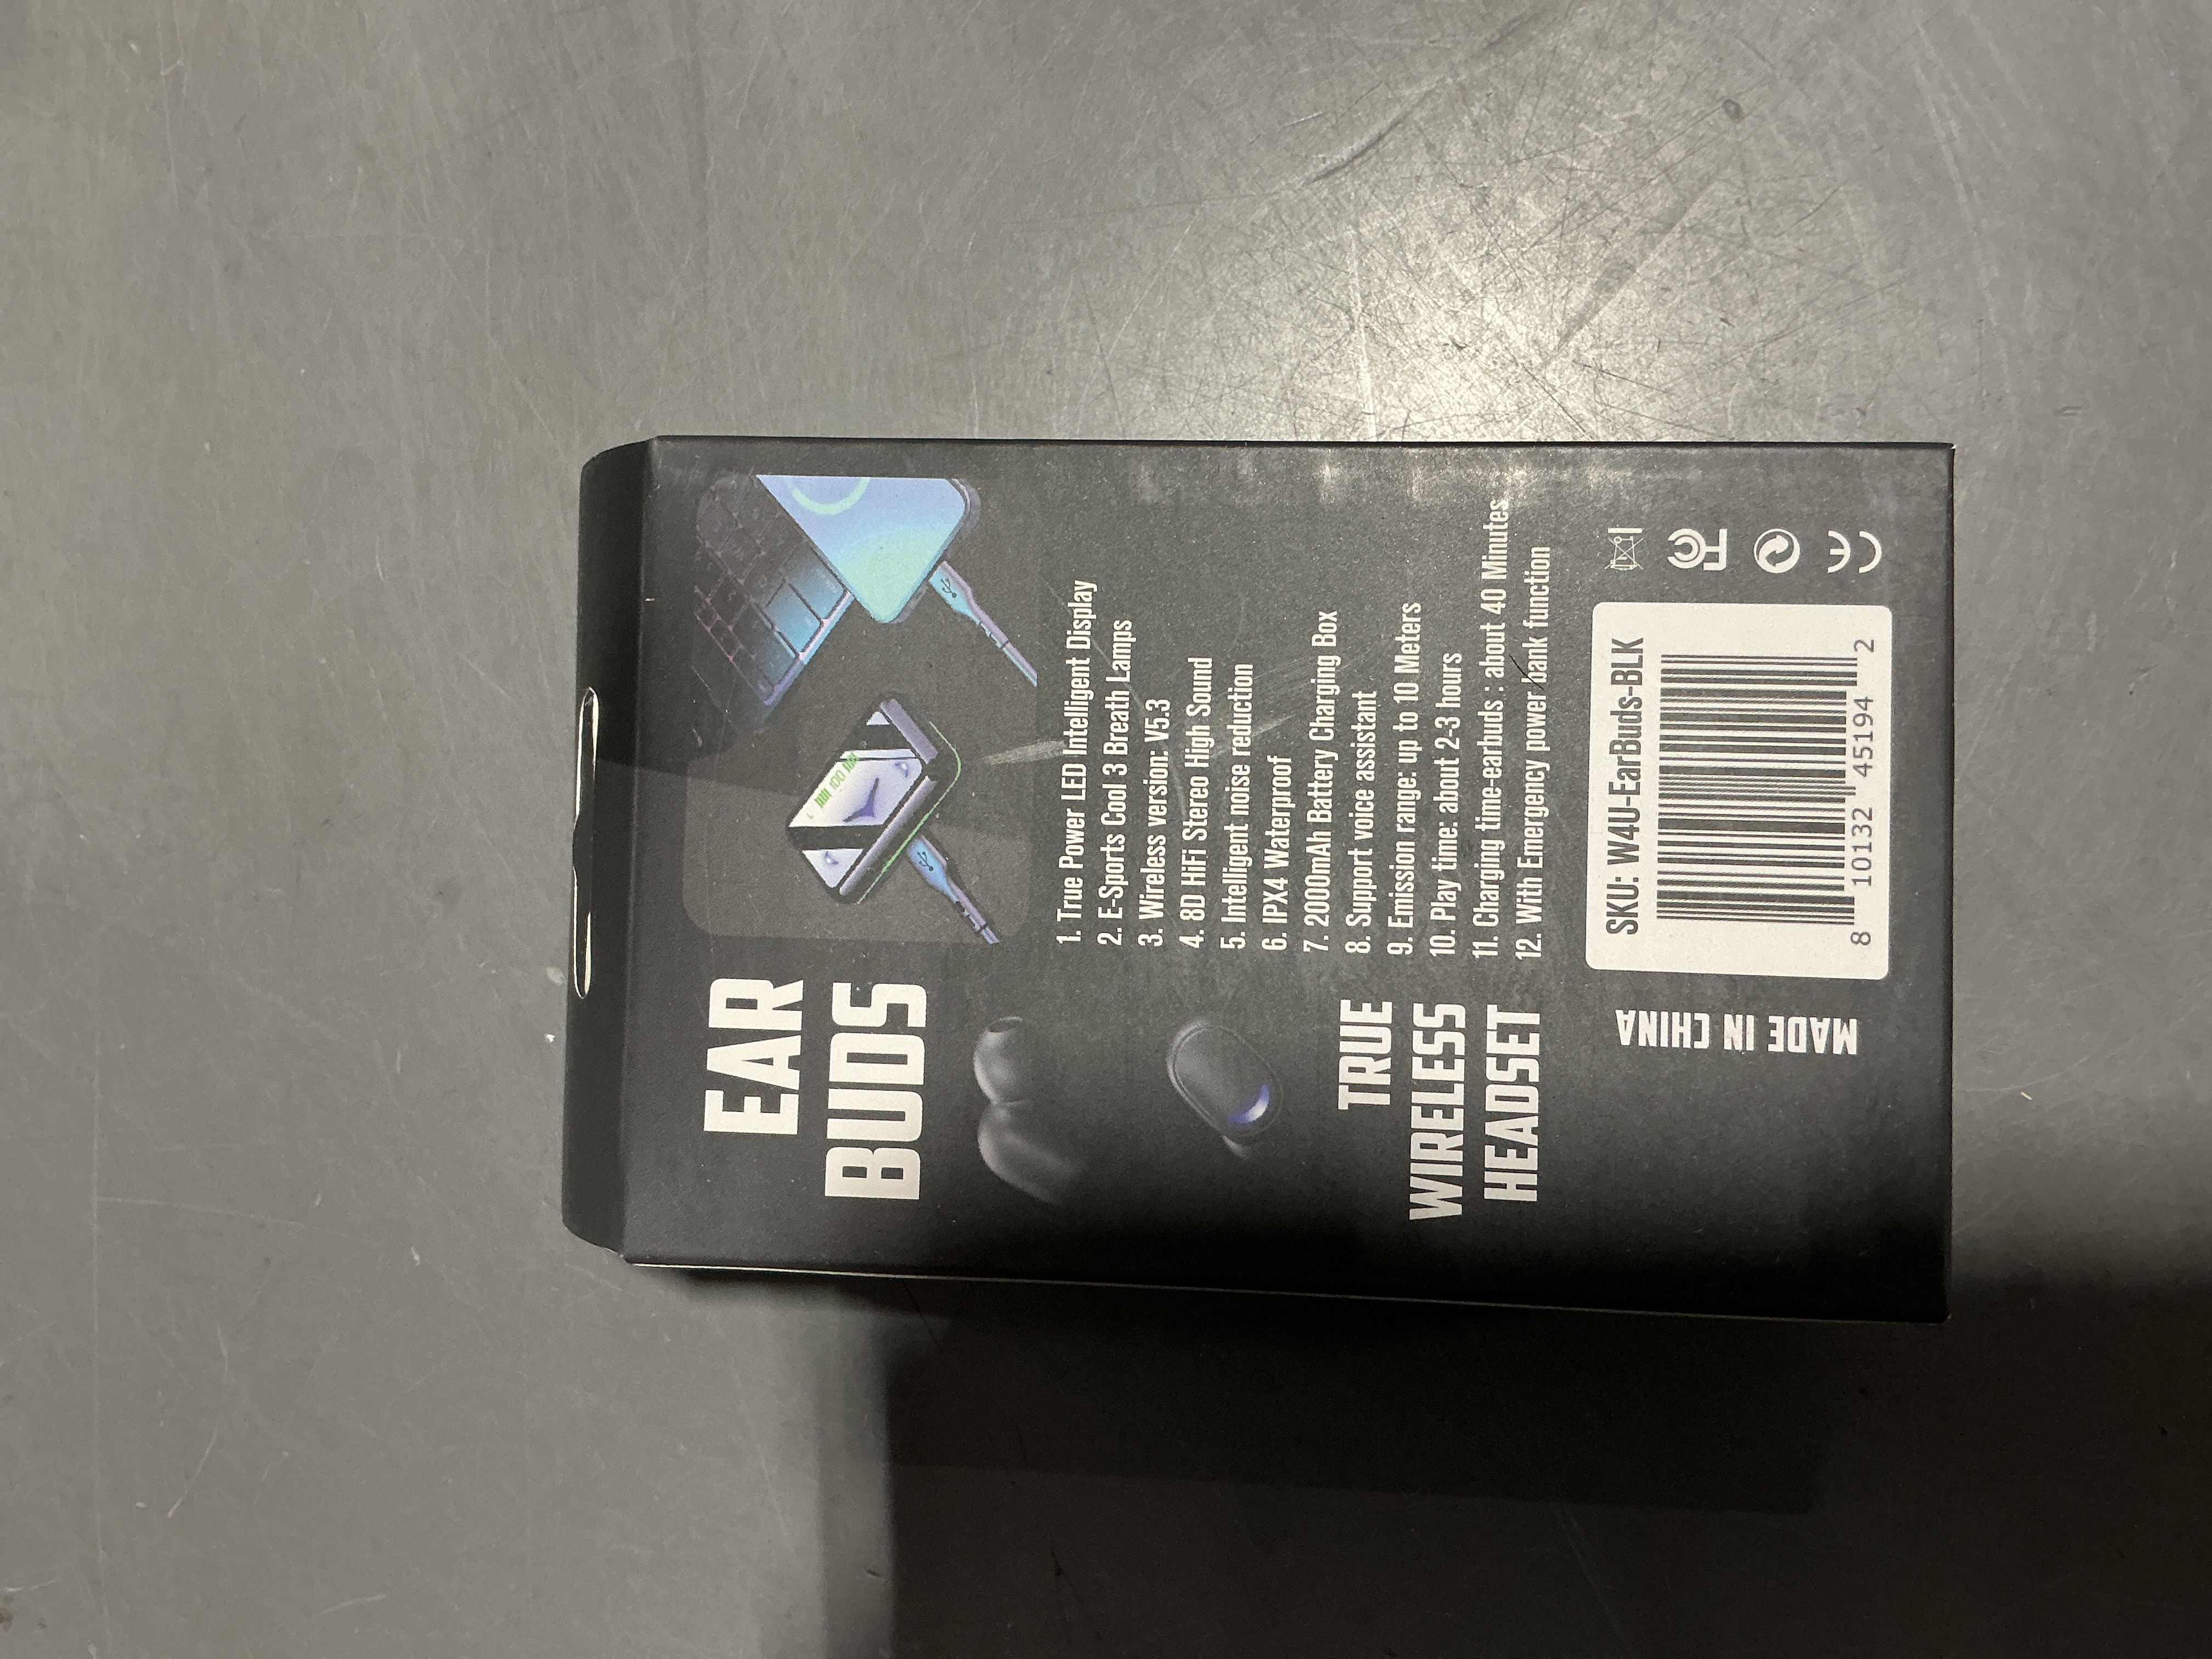 EAR
BUDS
TRUE
WIRELESS
HEADSET
1. True Power LED Intelligent Display
2. E-Sports Cool 3 Breath Lamps
3. Wireless version: V5.3
4. 8D HiFi Stereo High Sound
5. Intelligent noise reduction
6. IPX4 Waterproof
7. 2000mAh Battery Charging Box
8. Support voice assistant
9. Emission range: up to 10 Meters
10. Play time: about 2-3 hours
11. Charging time-earbuds : about 40 Minutes
12. With Emergency power bank function
MADE IN CHINA
SKU: W4U-EarBuds-BLK
8 10132 45194 2
FC
CE